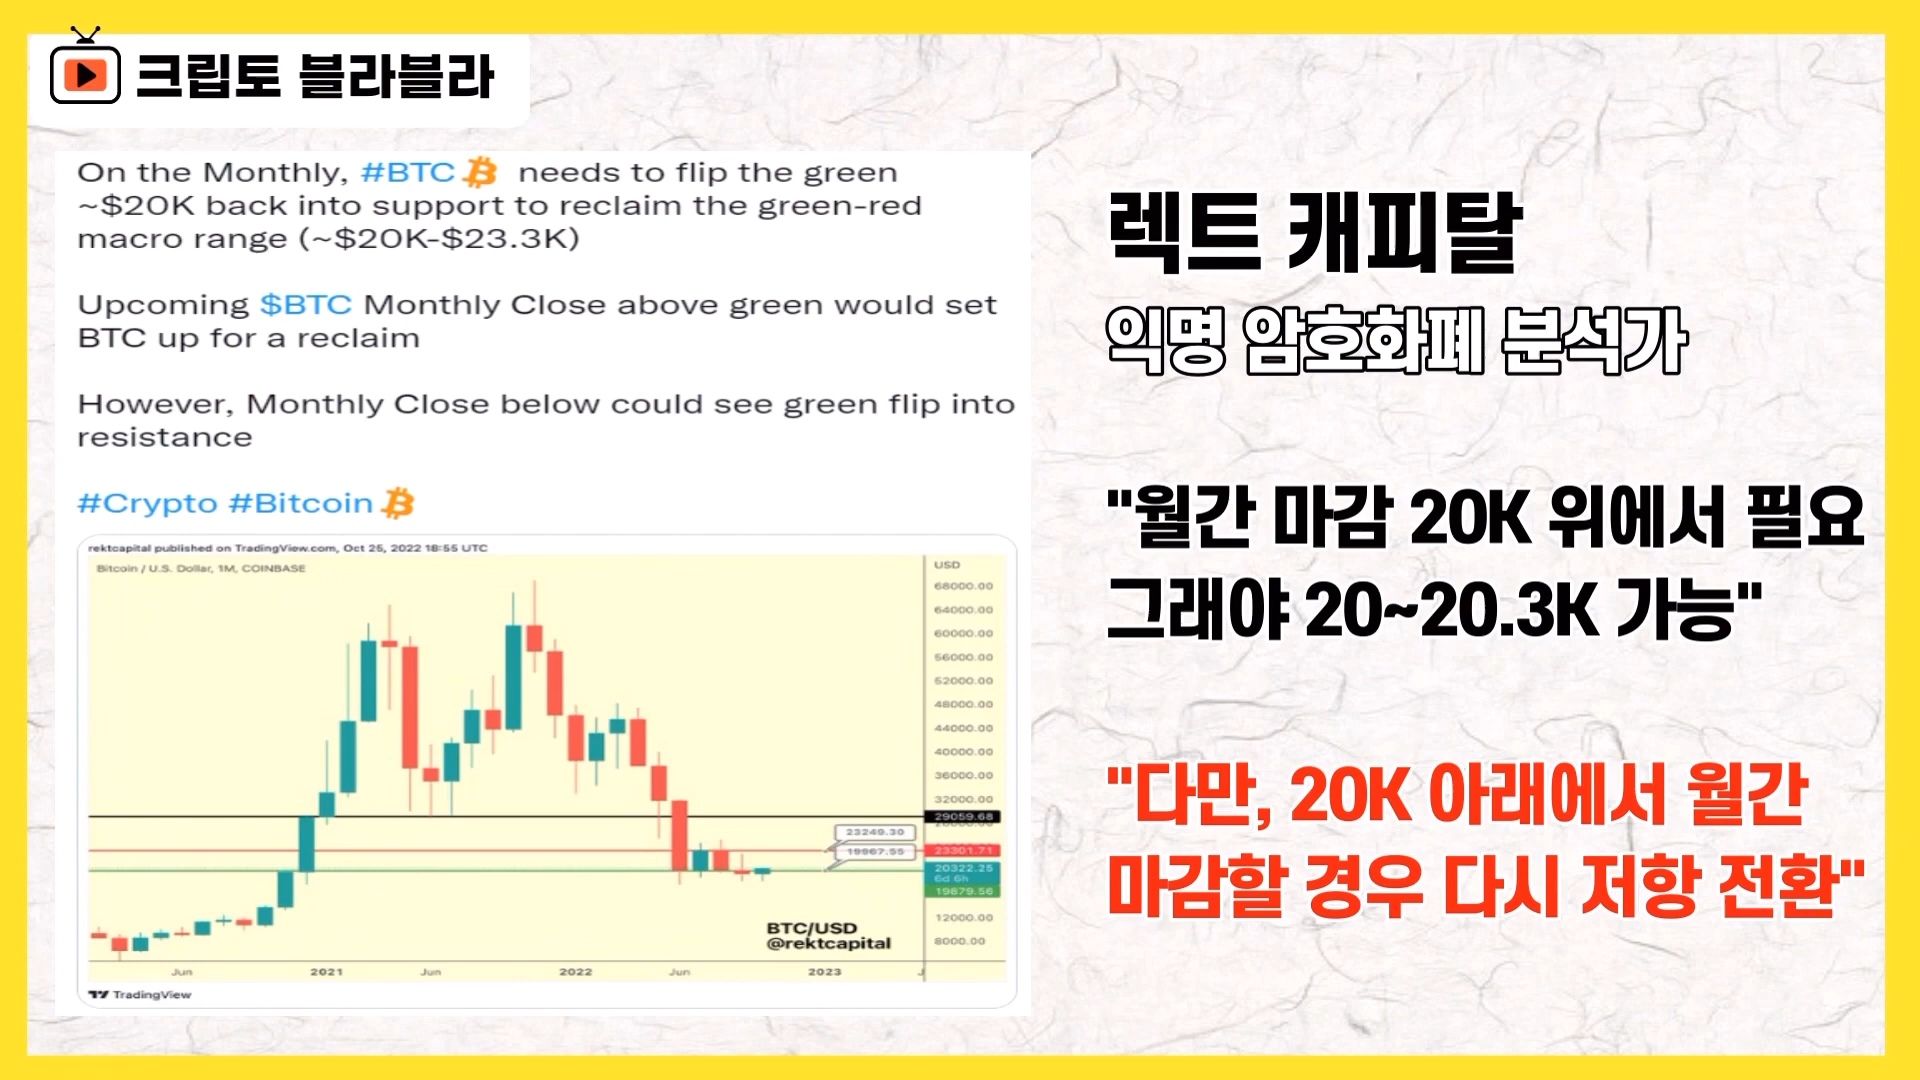 크립토 블라블라
On the Monthly, #BTC needs to flip the green
~$20K back into support to reclaim the green-red
macro range (~$20K-$23.3K)
Upcoming $BTC Monthly Close above green would set
BTC up for a reclaim
However, Monthly Close below could see green flip into
resistance
#Crypto #Bitcoin
rektcapital published on TradingView.com, Oct 25, 2022 18:55 UTC
Bitcoin / U.S. Dollar, 1M, COINBASE
USD
68000.00
64000.00
60000.00
56000.00
52000.00
48000.00
44000.00
40000.00
36000.00
32000.00
29059.68
23249.30
23301.71
19967.55
20322.25
6d 6h
19879.56
12000.00
8000.00
BTC/USD
@rektcapital
Jun
2021
Jun
2022
Jun
2023
TradingView
렉트 캐피탈
익명 암호화폐 분석가
"월간 마감 20K 위에서 필요
그래야 20~20.3K 가능"
"다만, 20K 아래에서 월간
마감할 경우 다시 저항 전환"